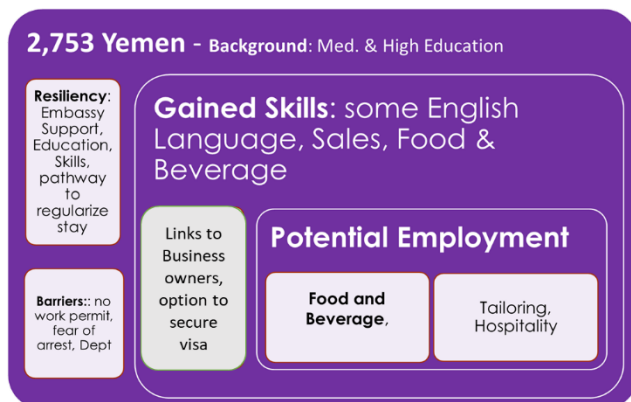 2,753 Yemen - Background: Med. & High Education
Resiliency:
Embassy
Support,
Education,
Skills,
pathway
to
regularize
stay
Barriers:: no
work permit,
fear of
arrest, Dept
Gained Skills: some English
Language, Sales, Food &
Beverage
Links to
Business
owners,
option to
secure
visa
Potential Employment
Food and
Beverage,
Tailoring,
Hospitality